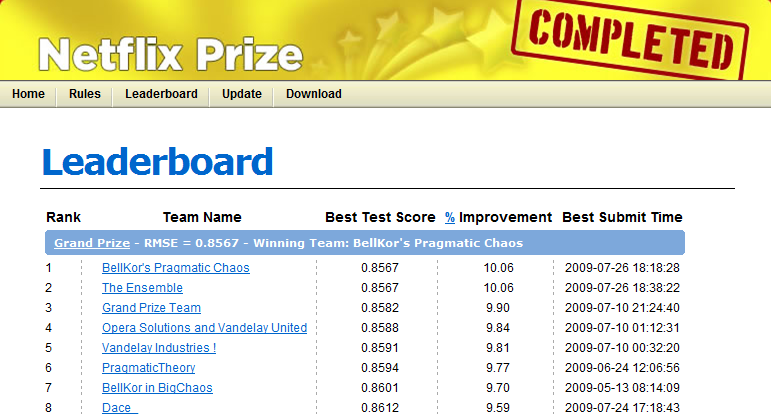 Netflix Prize
COMPLETED
Home Rules Leaderboard Update Download
Leaderboard
Rank Team Name Best Test Score % Improvement Best Submit Time
Grand Prize - RMSE = 0.8567 - Winning Team: BellKor's Pragmatic Chaos
1 BellKor's Pragmatic Chaos 0.8567 10.06 2009-07-26 18:18:28
2 The Ensemble 0.8567 10.06 2009-07-26 18:38:22
3 Grand Prize Team 0.8582 9.90 2009-07-10 21:24:40
4 Opera Solutions and Vandelay United 0.8588 9.84 2009-07-10 01:12:31
5 Vandelay Industries ! 0.8591 9.81 2009-07-10 00:32:20
6 PragmaticTheory 0.8594 9.77 2009-06-24 12:06:56
7 BellKor in BigChaos 0.8601 9.70 2009-05-13 08:14:09
8 Dace_ 0.8612 9.59 2009-07-24 17:18:43